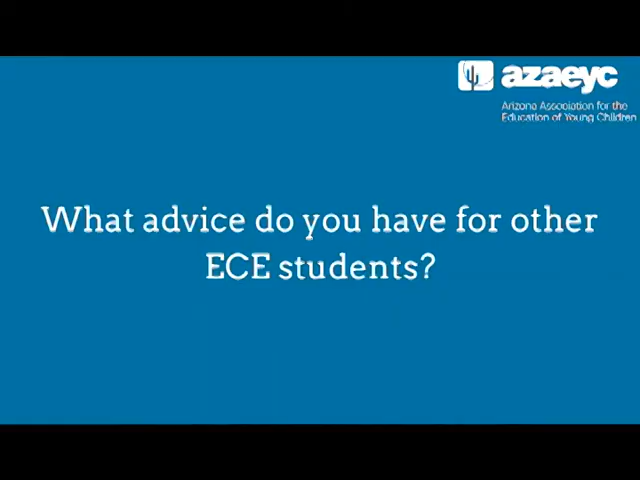 azaeyc
Arizona Association for the
Education of Young Children
What advice do you have for other
ECE students?